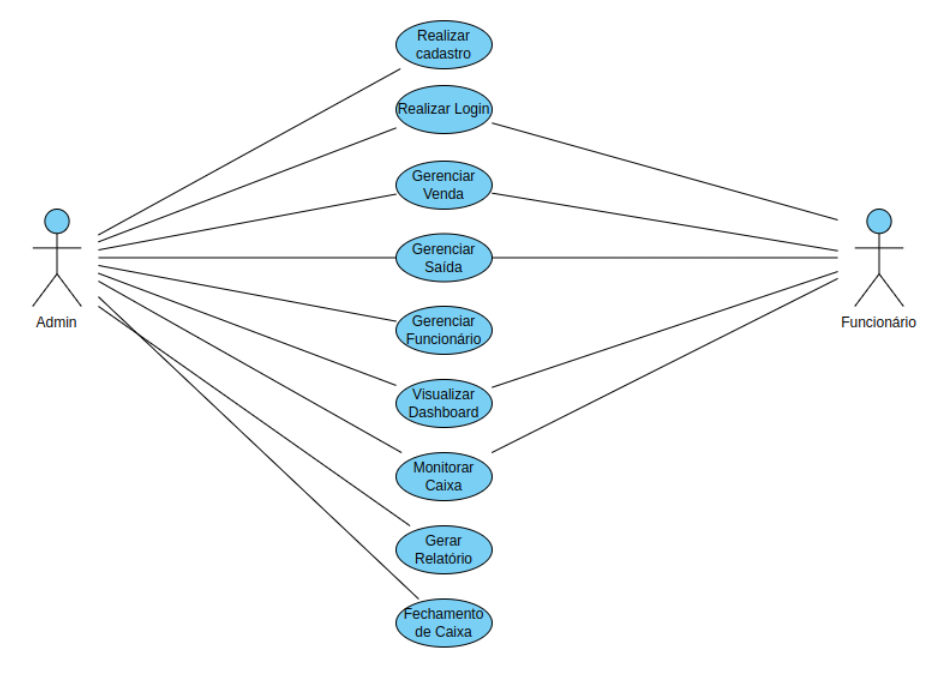 Realizar
cadastro
Realizar Login
Gerenciar
Venda
Gerenciar
Saída
Gerenciar
Funcionário
Visualizar
Dashboard
Monitorar
Caixa
Gerar
Relatório
Fechamento
de Caixa
Admin
Funcionário